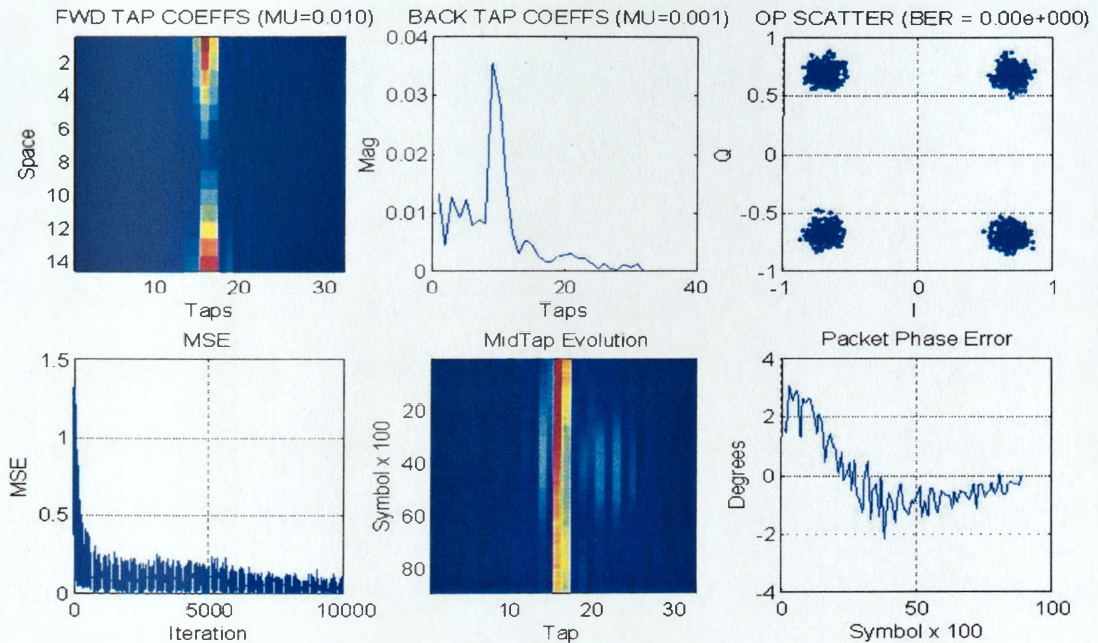 FWD TAP COEFFS (MU=0.010)
BACK TAP COEFFS (MU=0.001)
OP SCATTER (BER = 0.00e+000)
Space
2
4
6
8
10
12
14
10
20
30
Taps
Mag
0.04
0.03
0.02
0.01
0
0
20
40
Taps
Q
1
0.5
0
-0.5
-1
-1
0
1
I
MSE
MidTap Evolution
Packet Phase Error
MSE
1.5
1
0.5
0
0
5000
10000
Iteration
Symbol x 100
20
40
60
80
10
20
30
Tap
Degrees
4
2
0
-2
-4
0
50
100
Symbol x 100